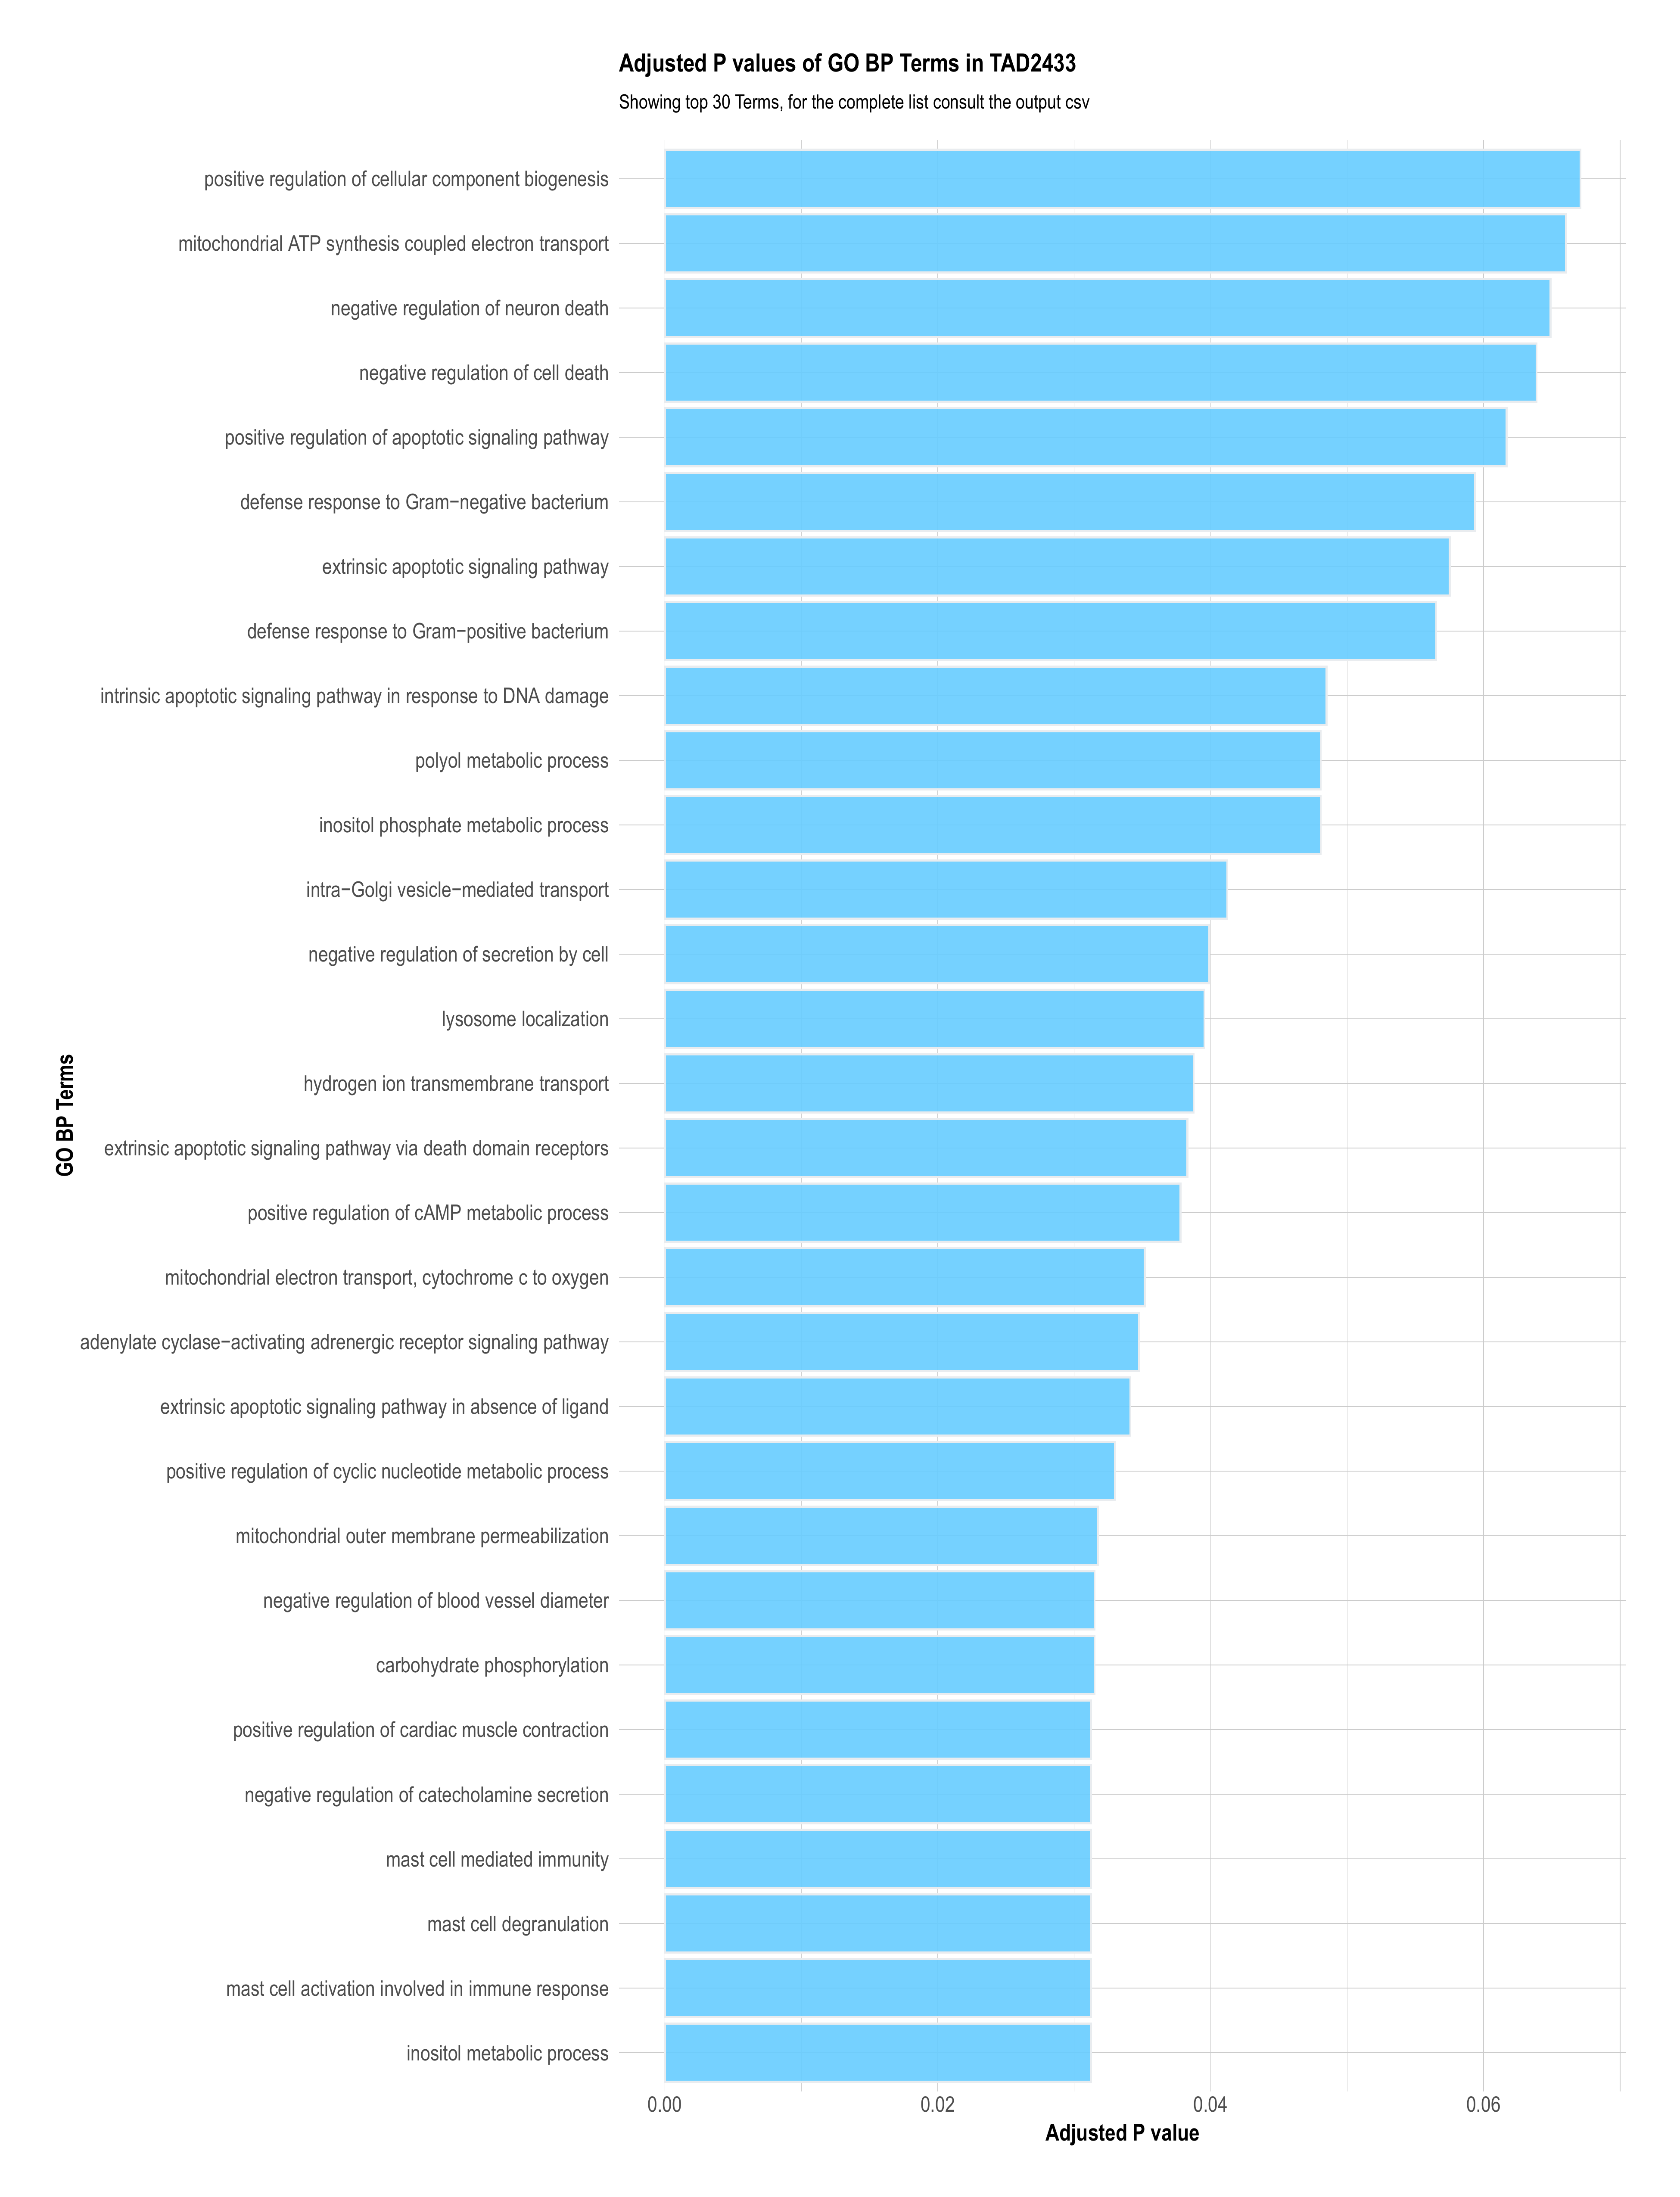 Adjusted P values of GO BP Terms in TAD2433
Showing top 30 Terms, for the complete list consult the output csv
positive regulation of cellular component biogenesis
mitochondrial ATP synthesis coupled electron transport
negative regulation of neuron death
negative regulation of cell death
positive regulation of apoptotic signaling pathway
defense response to Gram−negative bacterium
extrinsic apoptotic signaling pathway
defense response to Gram−positive bacterium
intrinsic apoptotic signaling pathway in response to DNA damage
polyol metabolic process
inositol phosphate metabolic process
intra−Golgi vesicle−mediated transport
negative regulation of secretion by cell
lysosome localization
hydrogen ion transmembrane transport
extrinsic apoptotic signaling pathway via death domain receptors
positive regulation of cAMP metabolic process
mitochondrial electron transport, cytochrome c to oxygen
adenylate cyclase−activating adrenergic receptor signaling pathway
extrinsic apoptotic signaling pathway in absence of ligand
positive regulation of cyclic nucleotide metabolic process
mitochondrial outer membrane permeabilization
negative regulation of blood vessel diameter
carbohydrate phosphorylation
positive regulation of cardiac muscle contraction
negative regulation of catecholamine secretion
mast cell mediated immunity
mast cell degranulation
mast cell activation involved in immune response
inositol metabolic process
GO BP Terms
0.00 0.02 0.04 0.06
Adjusted P value